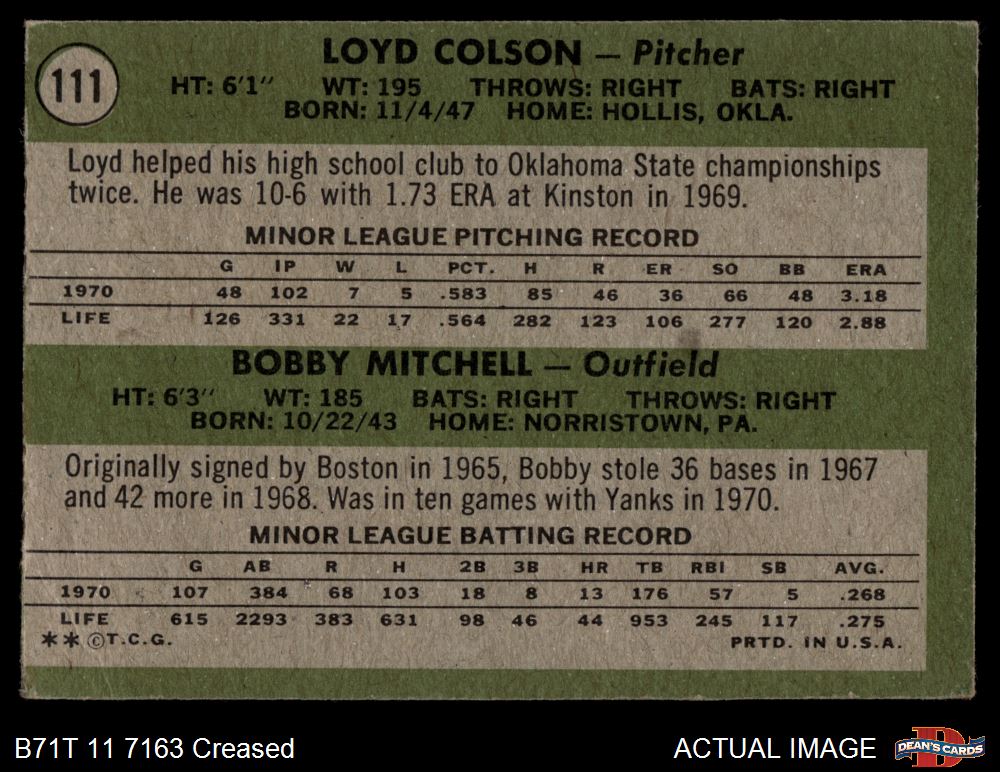 111
LOYD COLSON — Pitcher
HT: 6'1" WT: 195 THROWS: RIGHT BATS: RIGHT
BORN: 11/4/47 HOME: HOLLIS, OKLA.
Loyd helped his high school club to Oklahoma State championships
twice. He was 10-6 with 1.73 ERA at Kinston in 1969.
MINOR LEAGUE PITCHING RECORD
G IP W L PCT. H R ER SO BB ERA
1970 48 102 7 5 .583 85 46 36 66 48 3.18
LIFE 126 331 22 17 .564 282 123 106 277 120 2.88
BOBBY MITCHELL — Outfield
HT: 6'3" WT: 185 BATS: RIGHT THROWS: RIGHT
BORN: 10/22/43 HOME: NORRISTOWN, PA.
Originally signed by Boston in 1965, Bobby stole 36 bases in 1967
and 42 more in 1968. Was in ten games with Yanks in 1970.
MINOR LEAGUE BATTING RECORD
G AB R H 2B 3B HR TB RBI SB AVG.
1970 107 384 68 103 18 8 13 176 57 5 .268
LIFE 615 2293 383 631 98 46 44 953 245 117 .275
**©T.C.G. PRTD. IN U.S.A.
B71T 11 7163 Creased ACTUAL IMAGE D DEAN'S CARDS